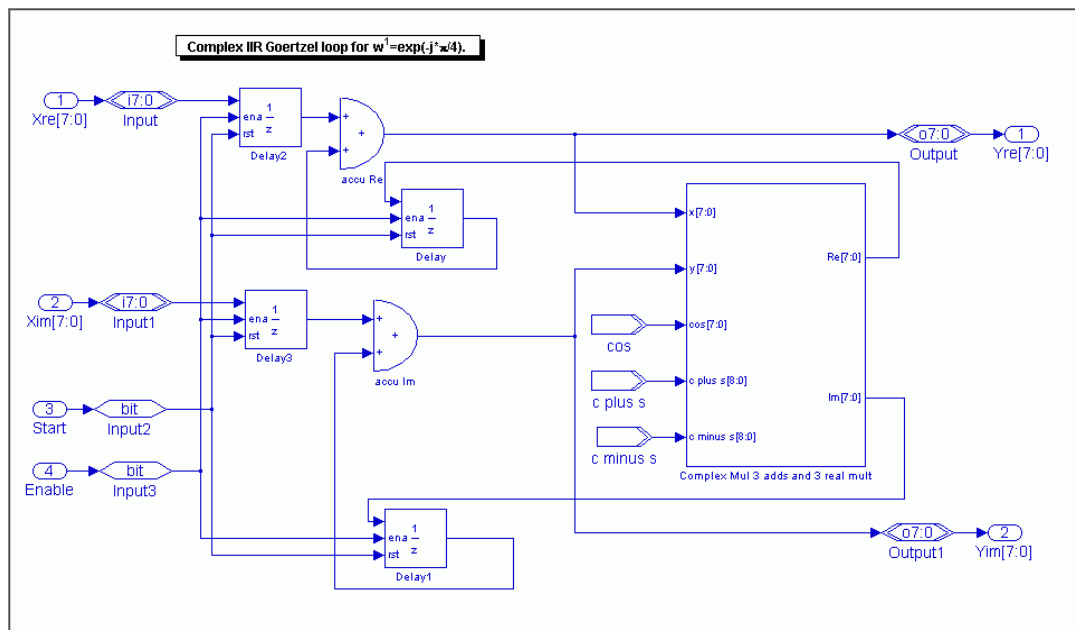 Complex IIR Goertzel loop for w^1=exp(-j*π/4).
1
Xre[7:0]
i7:0
Input
ena
rst
1
z
Delay2
+
+
+
accu Re
o7:0
Output
1
Yre[7:0]
ena
rst
1
z
Delay
x[7:0]
y[7:0]
cos[7:0]
c plus s[8:0]
c minus s[8:0]
Re[7:0]
Im[7:0]
Complex Mul 3 adds and 3 real mult
2
Xim[7:0]
i7:0
Input1
ena
rst
1
z
Delay3
+
+
+
accu Im
cos
c plus s
c minus s
3
Start
bit
Input2
4
Enable
bit
Input3
ena
rst
1
z
Delay1
o7:0
Output1
2
Yim[7:0]